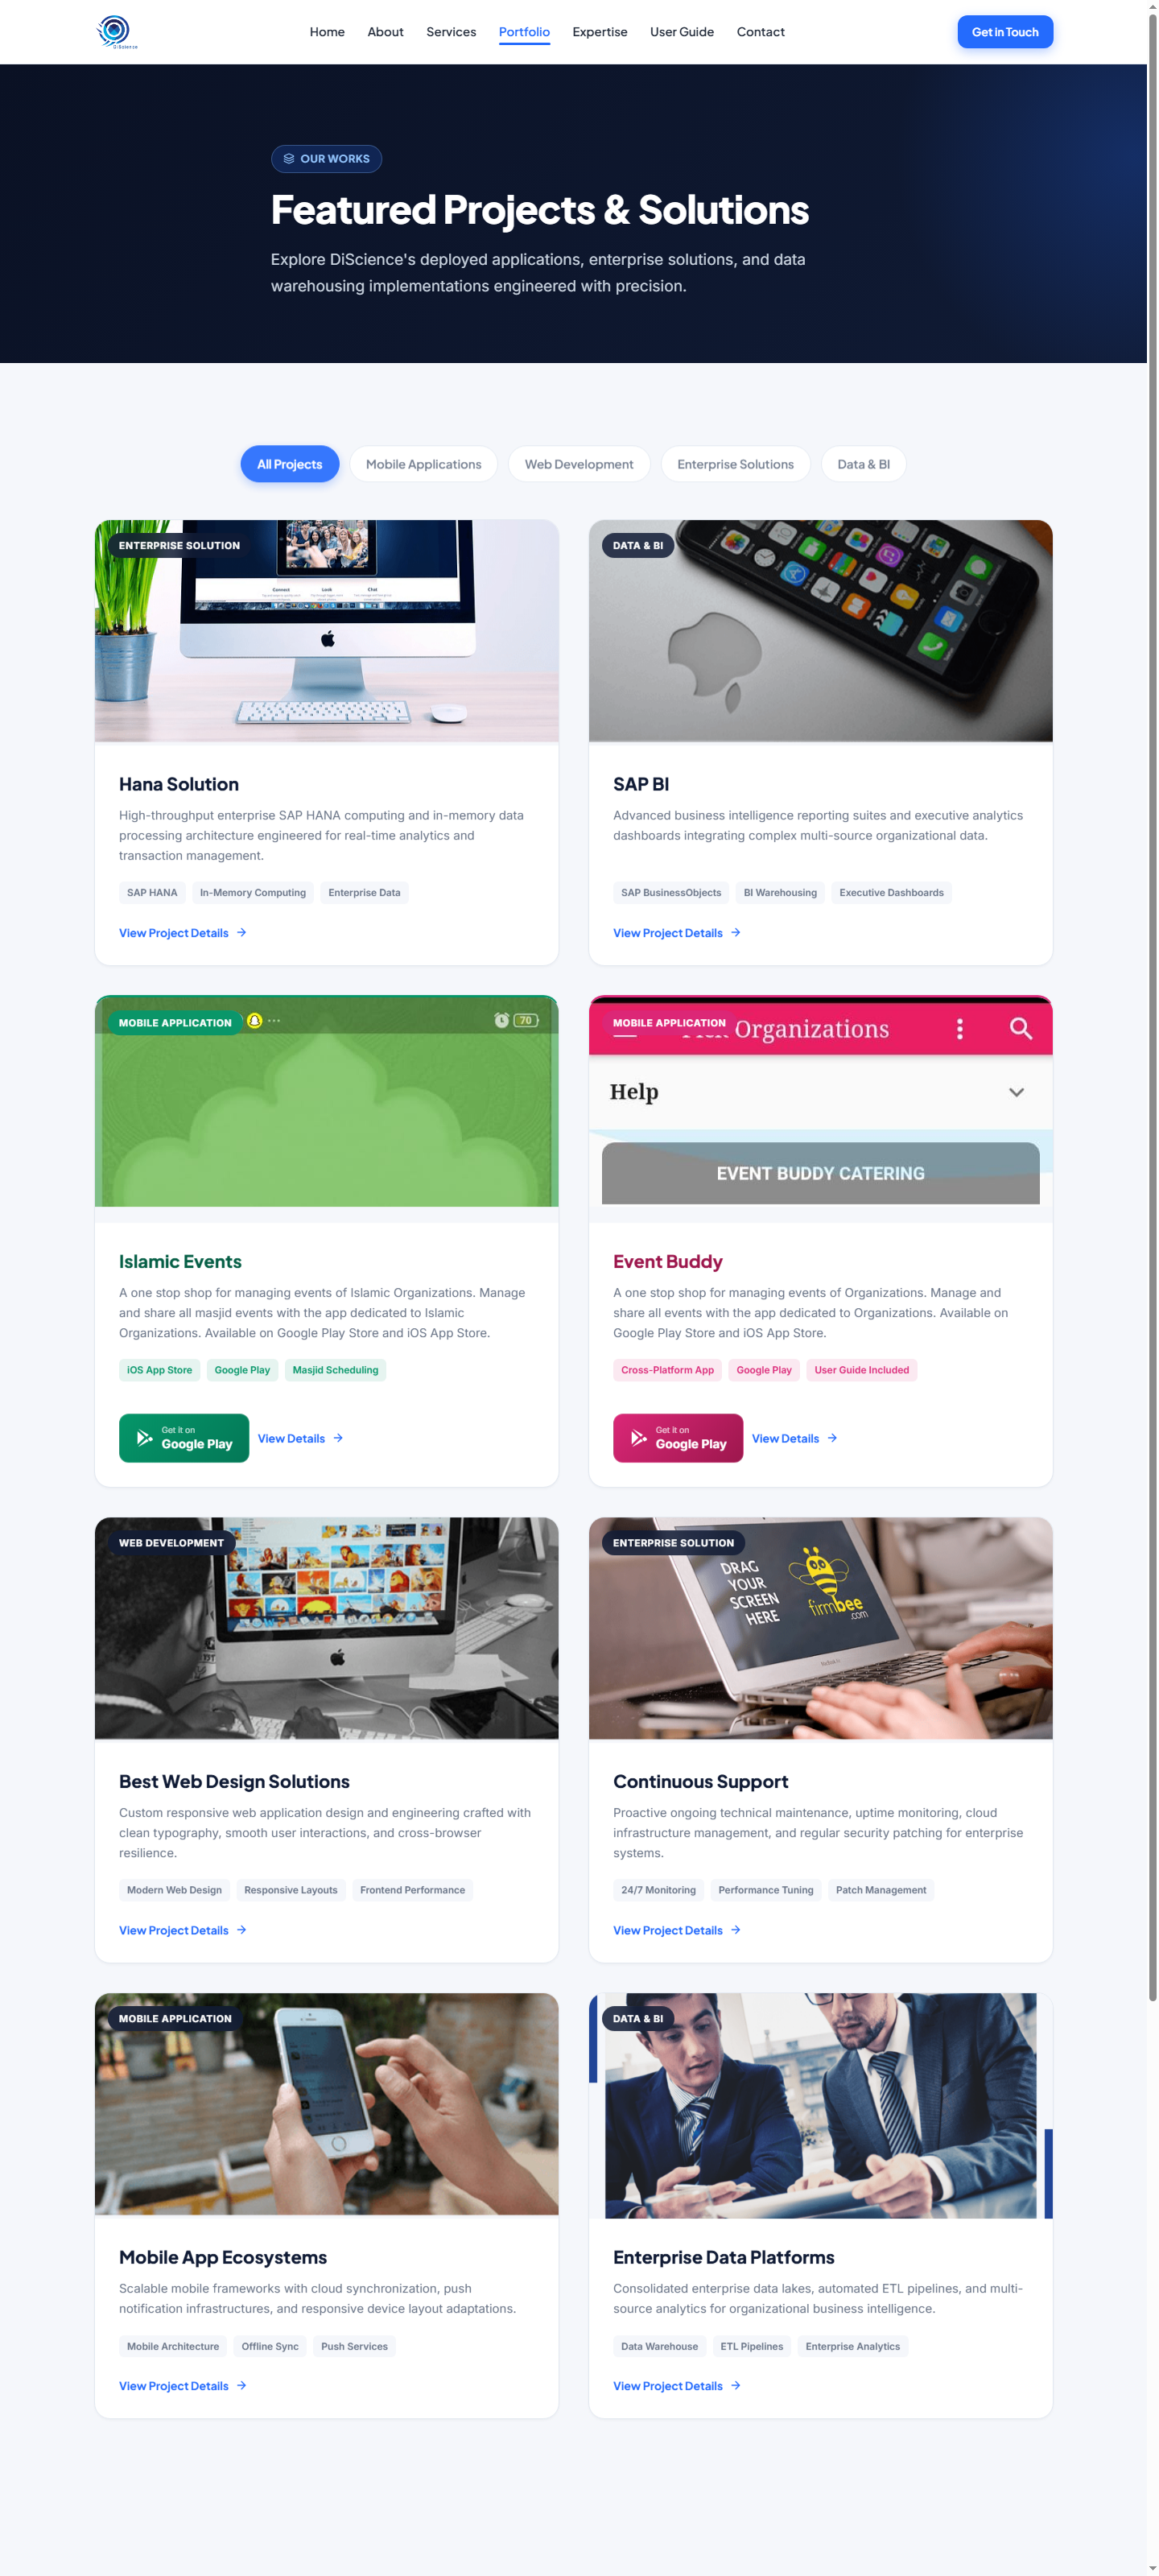 Di-Science
Home About Services Portfolio Expertise User Guide Contact Get in Touch
OUR WORKS
Featured Projects & Solutions
Explore DiScience's deployed applications, enterprise solutions, and data
warehousing implementations engineered with precision.
All Projects Mobile Applications Web Development Enterprise Solutions Data & BI
ENTERPRISE SOLUTION
Connect Look Chat
Hana Solution
High-throughput enterprise SAP HANA computing and in-memory data
processing architecture engineered for real-time analytics and
transaction management.
SAP HANA In-Memory Computing Enterprise Data
View Project Details
DATA & BI
SAP BI
Advanced business intelligence reporting suites and executive analytics
dashboards integrating complex multi-source organizational data.
SAP BusinessObjects BI Warehousing Executive Dashboards
View Project Details
MOBILE APPLICATION
70
Islamic Events
A one stop shop for managing events of Islamic Organizations. Manage
and share all masjid events with the app dedicated to Islamic
Organizations. Available on Google Play Store and iOS App Store.
iOS App Store Google Play Masjid Scheduling
Get it on
Google Play
View Details
MOBILE APPLICATION
Organizations
Help
EVENT BUDDY CATERING
Event Buddy
A one stop shop for managing events of Organizations. Manage and
share all events with the app dedicated to Organizations. Available on
Google Play Store and iOS App Store.
Cross-Platform App Google Play User Guide Included
Get it on
Google Play
View Details
WEB DEVELOPMENT
Best Web Design Solutions
Custom responsive web application design and engineering crafted with
clean typography, smooth user interactions, and cross-browser
resilience.
Modern Web Design Responsive Layouts Frontend Performance
View Project Details
ENTERPRISE SOLUTION
DRAG
YOUR
SCREEN
HERE
firmbee
.com
Continuous Support
Proactive ongoing technical maintenance, uptime monitoring, cloud
infrastructure management, and regular security patching for enterprise
systems.
24/7 Monitoring Performance Tuning Patch Management
View Project Details
MOBILE APPLICATION
Mobile App Ecosystems
Scalable mobile frameworks with cloud synchronization, push
notification infrastructures, and responsive device layout adaptations.
Mobile Architecture Offline Sync Push Services
View Project Details
DATA & BI
Enterprise Data Platforms
Consolidated enterprise data lakes, automated ETL pipelines, and multi-
source analytics for organizational business intelligence.
Data Warehouse ETL Pipelines Enterprise Analytics
View Project Details